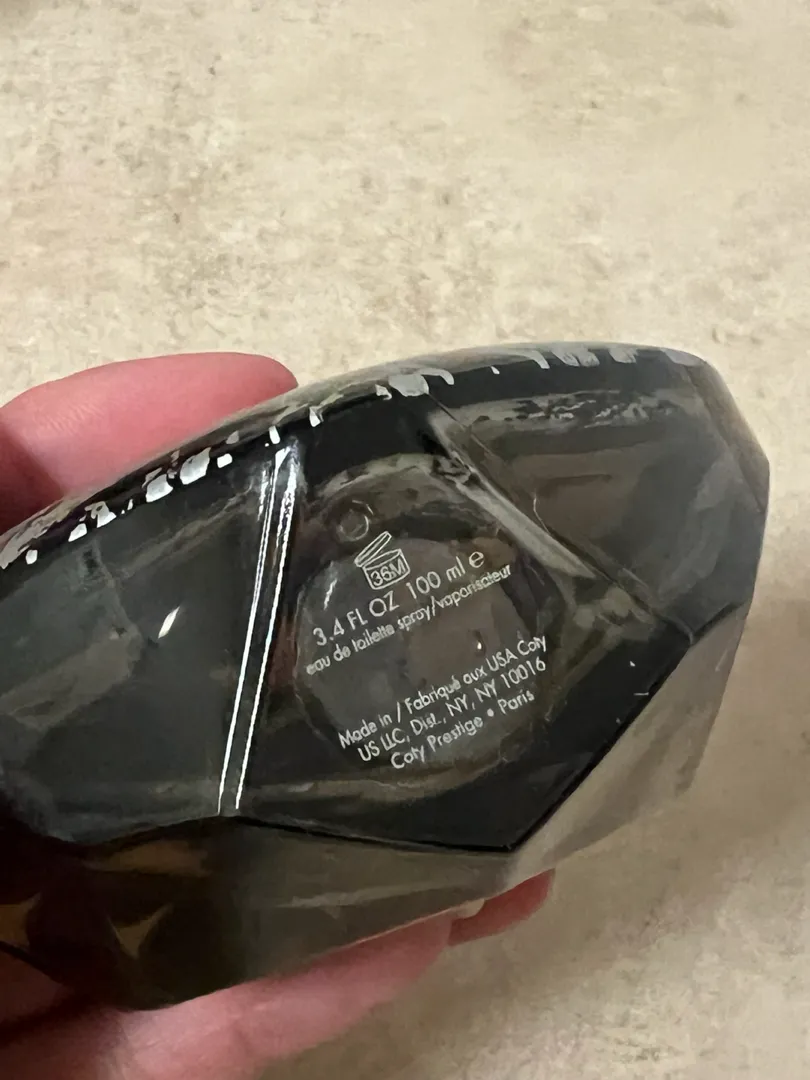 36M
3.4 FL OZ 100 ml ℮
eau de toilette spray/vaporisateur
Made in / Fabriqué aux USA Coty
US LLC, Dist., NY, NY 10016
Coty Prestige • Paris